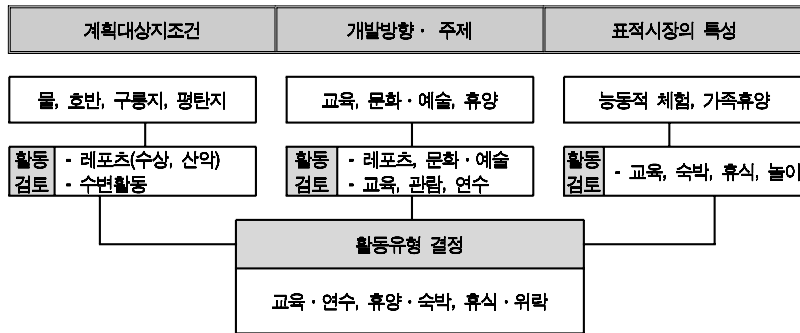 계획대상지조건 개발방향· 주제 표적시장의 특성
물, 호반, 구릉지, 평탄지 교육, 문화·예술, 휴양 능동적 체험, 가족휴양
활동 검토
- 레포츠(수상, 산악)
- 수변활동
활동 검토
- 레포츠, 문화·예술
- 교육, 관람, 연수
활동 검토
- 교육, 숙박, 휴식, 놀이
활동유형 결정
교육·연수, 휴양·숙박, 휴식·위락